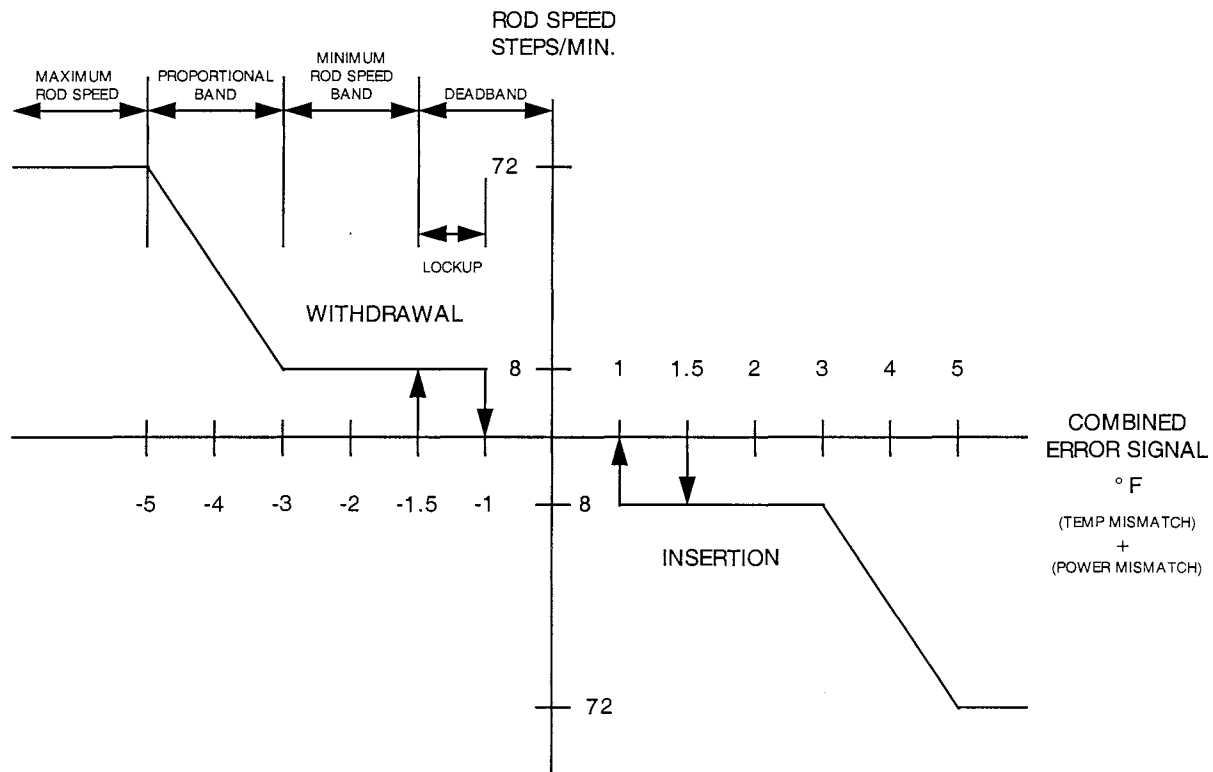 ROD SPEED
STEPS/MIN.
MAXIMUM
ROD SPEED
PROPORTIONAL
BAND
MINIMUM
ROD SPEED
BAND
DEADBAND
72
LOCKUP
WITHDRAWAL
8
1
1.5
2
3
4
5
COMBINED
ERROR SIGNAL
° F
(TEMP MISMATCH)
+
(POWER MISMATCH)
-5
-4
-3
-2
-1.5
-1
8
INSERTION
72